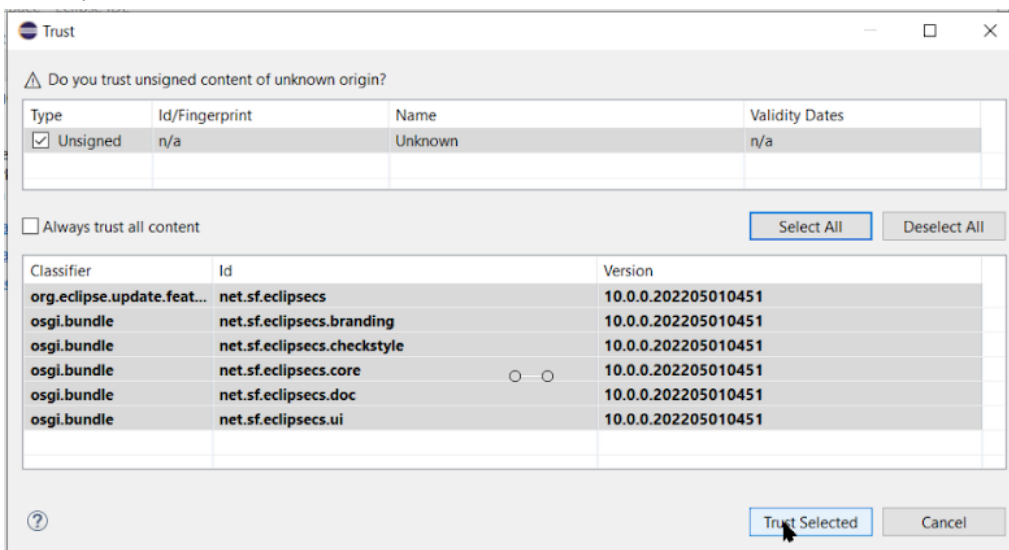 Trust
Do you trust unsigned content of unknown origin?
Type Id/Fingerprint Name Validity Dates
Unsigned n/a Unknown n/a
Always trust all content Select All Deselect All
Classifier Id Version
org.eclipse.update.feat... net.sf.eclipsecs 10.0.0.202205010451
osgi.bundle net.sf.eclipsecs.branding 10.0.0.202205010451
osgi.bundle net.sf.eclipsecs.checkstyle 10.0.0.202205010451
osgi.bundle net.sf.eclipsecs.core 10.0.0.202205010451
osgi.bundle net.sf.eclipsecs.doc 10.0.0.202205010451
osgi.bundle net.sf.eclipsecs.ui 10.0.0.202205010451
? Trust Selected Cancel